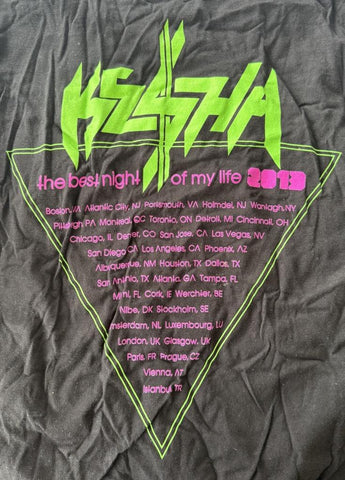 KE$HA
the best night of my life 2013
Boston, MA Atlantic City, NJ Portsmouth, VA Holmdel, NJ Wantagh, NY
Pittsburgh, PA Montreal, QC Toronto, ON Detroit, MI Cincinnati, OH
Chicago, IL Denver, CO San Jose, CA Las Vegas, NV
San Diego CA Los Angeles, CA Phoenix, AZ
Albuquerque, NM Houston, TX Dallas, TX
San Antonio, TX Atlanta, GA Tampa, FL
Miami, FL Cork, IE Werchter, BE
Nibe, DK Stockholm, SE
Amsterdam, NL Luxembourg, LU
London, UK Glasgow, UK
Paris, FR Prague, CZ
Vienna, AT
Istanbul, TR